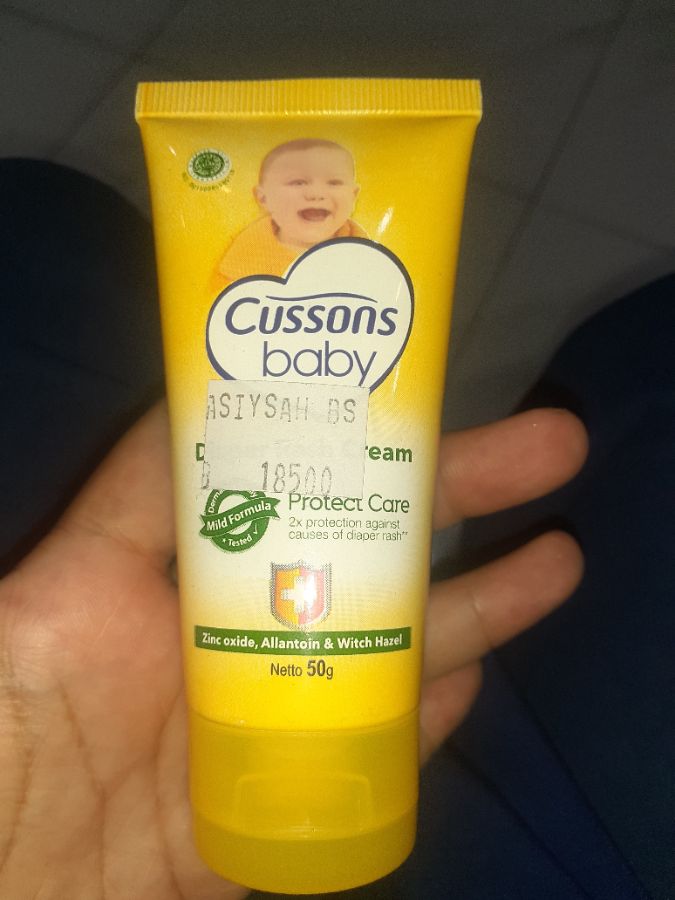 Cussons
baby
ASIYSAH BS
Cream
B 18500
Mild Formula
Tested
Protect Care
2x protection against
causes of diaper rash**
Zinc oxide, Allantoin & Witch Hazel
Netto 50g